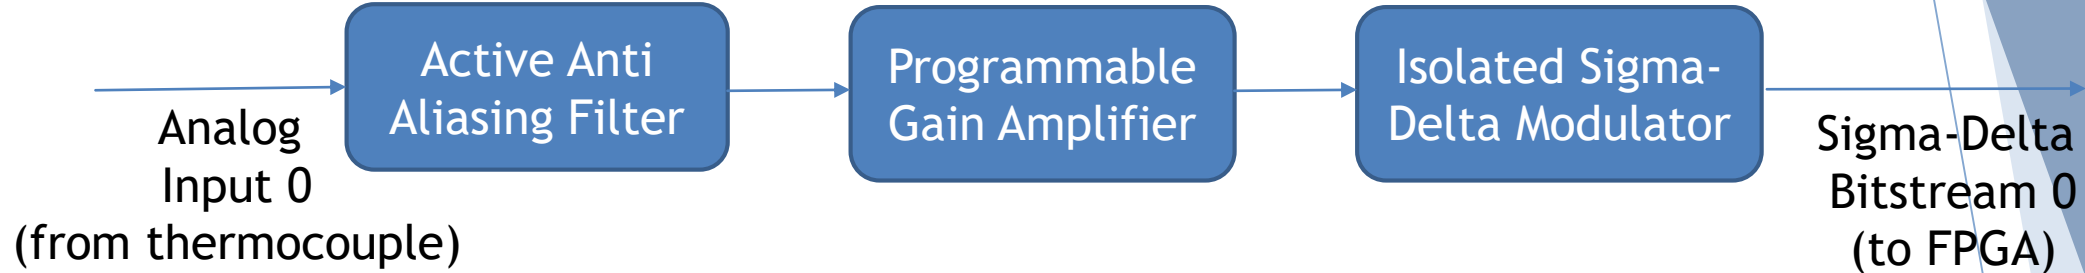 Analog
Input 0
(from thermocouple)
Active Anti
Aliasing Filter
Programmable
Gain Amplifier
Isolated Sigma-
Delta Modulator
Sigma-Delta
Bitstream 0
(to FPGA)